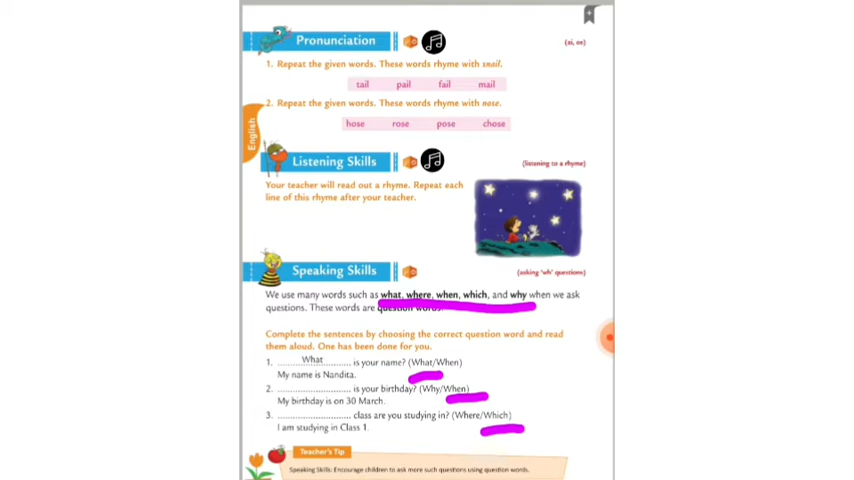 Pronunciation
(ai, os)
1. Repeat the given words. These words rhyme with snail.
tail pail fail mail
2. Repeat the given words. These words rhyme with nose.
hose rose pose chose
English
Listening Skills
(listening to a rhyme)
Your teacher will read out a rhyme. Repeat each
line of this rhyme after your teacher.
Speaking Skills
(asking 'wh' questions)
We use many words such as what, where, when, which, and why when we ask
questions. These words are question words.
Complete the sentences by choosing the correct question word and read
them aloud. One has been done for you.
1. What is your name? (What/When)
My name is Nandita.
2. ............................ is your birthday? (Why/When)
My birthday is on 30 March.
3. ............................ class are you studying in? (Where/Which)
I am studying in Class 1.
Teacher's Tip
Speaking Skills: Encourage children to ask more such questions using question words.